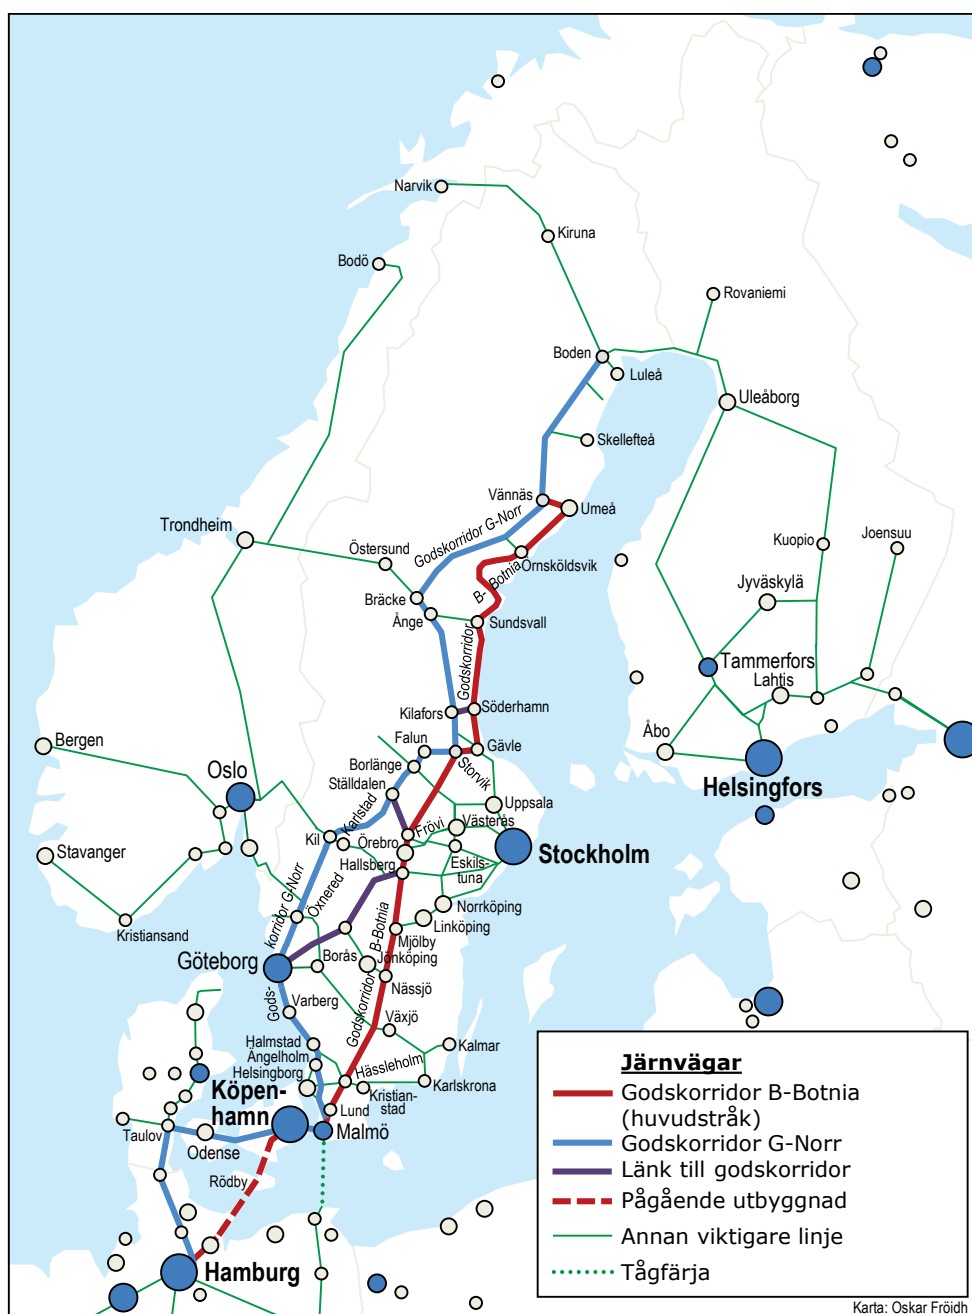 Narvik
Kiruna
Bodö
Rovaniemi
Boden
Luleå
Uleåborg
Skellefteå
Vännäs
Umeå
Godskorridor G-Norr
Trondheim
Östersund
Örnsköldsvik
B- Botnia
Kuopio
Joensuu
Jyväskylä
Bräcke
Ånge
Sundsvall
Godskorridor
Tammerfors
Lahtis
Kilafors
Söderhamn
Bergen
Falun
Gävle
Åbo
Storvik
Borlänge
Oslo
Ställdalen
Helsingfors
Uppsala
Karlstad
Frövi
Västerås
Kil
Örebro
Stockholm
Stavanger
Hallsberg
Eskils-
tuna
korridor G-Norr
Öxnered
Norrköping
Kristiansand
Linköping
B-Botnia
Mjölby
Göteborg
Borås
Jönköping
Nässjö
Gods-
Varberg
Godskorridor
Växjö
Halmstad
Kalmar
Ängelholm
Helsingborg
Hässleholm
Karlskrona
Kristian-
stad
Köpen-
hamn
Lund
Malmö
Taulov
Odense
Rödby
Hamburg
Järnvägar
Godskorridor B-Botnia
(huvudstråk)
Godskorridor G-Norr
Länk till godskorridor
Pågående utbyggnad
Annan viktigare linje
Tågfärja
Karta: Oskar Fröidh